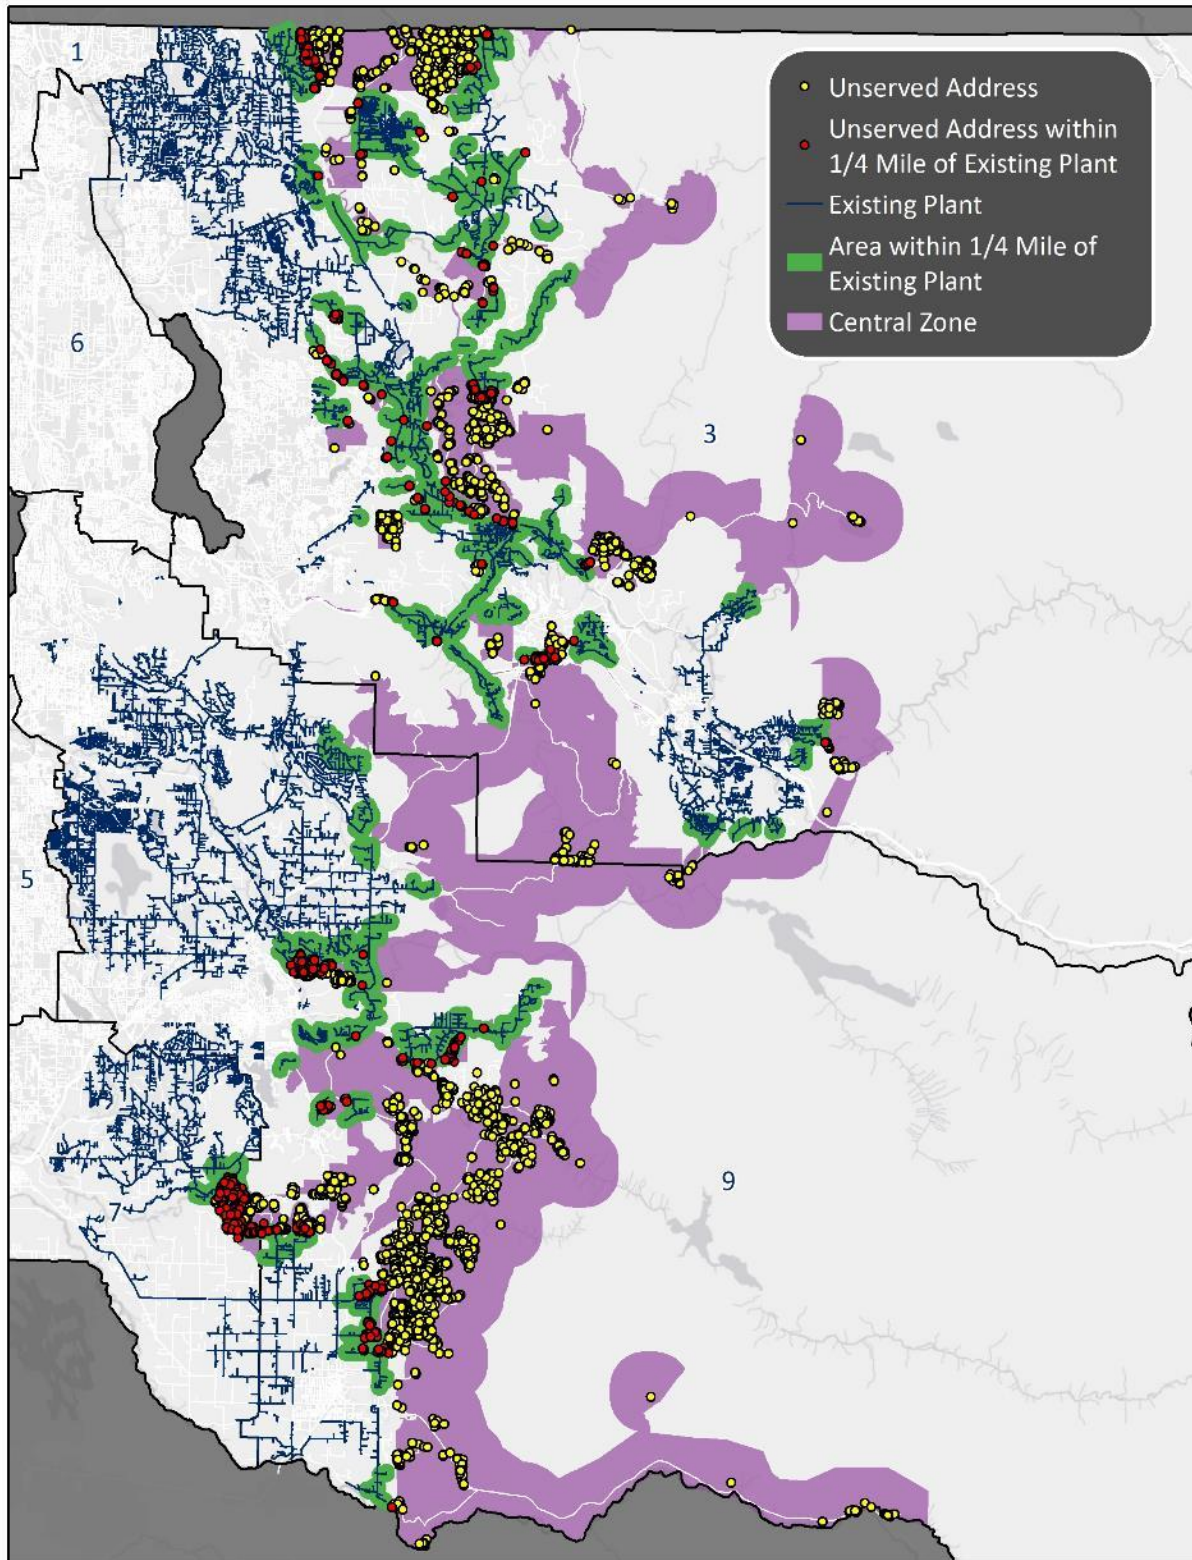 1
Unserved Address
Unserved Address within
1/4 Mile of Existing Plant
Existing Plant
Area within 1/4 Mile of
Existing Plant
Central Zone
6
3
5
9
7